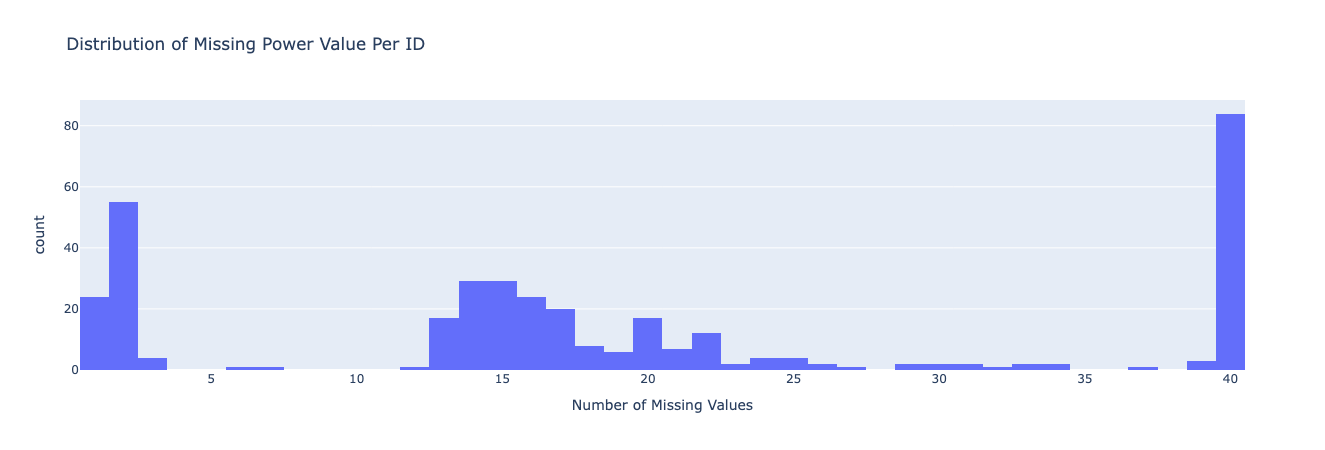 Distribution of Missing Power Value Per ID
80
60
40
20
0
count
5 10 15 20 25 30 35 40
Number of Missing Values